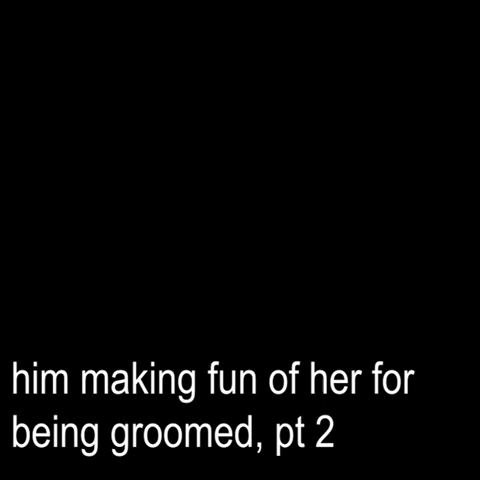 him making fun of her for
being groomed, pt 2